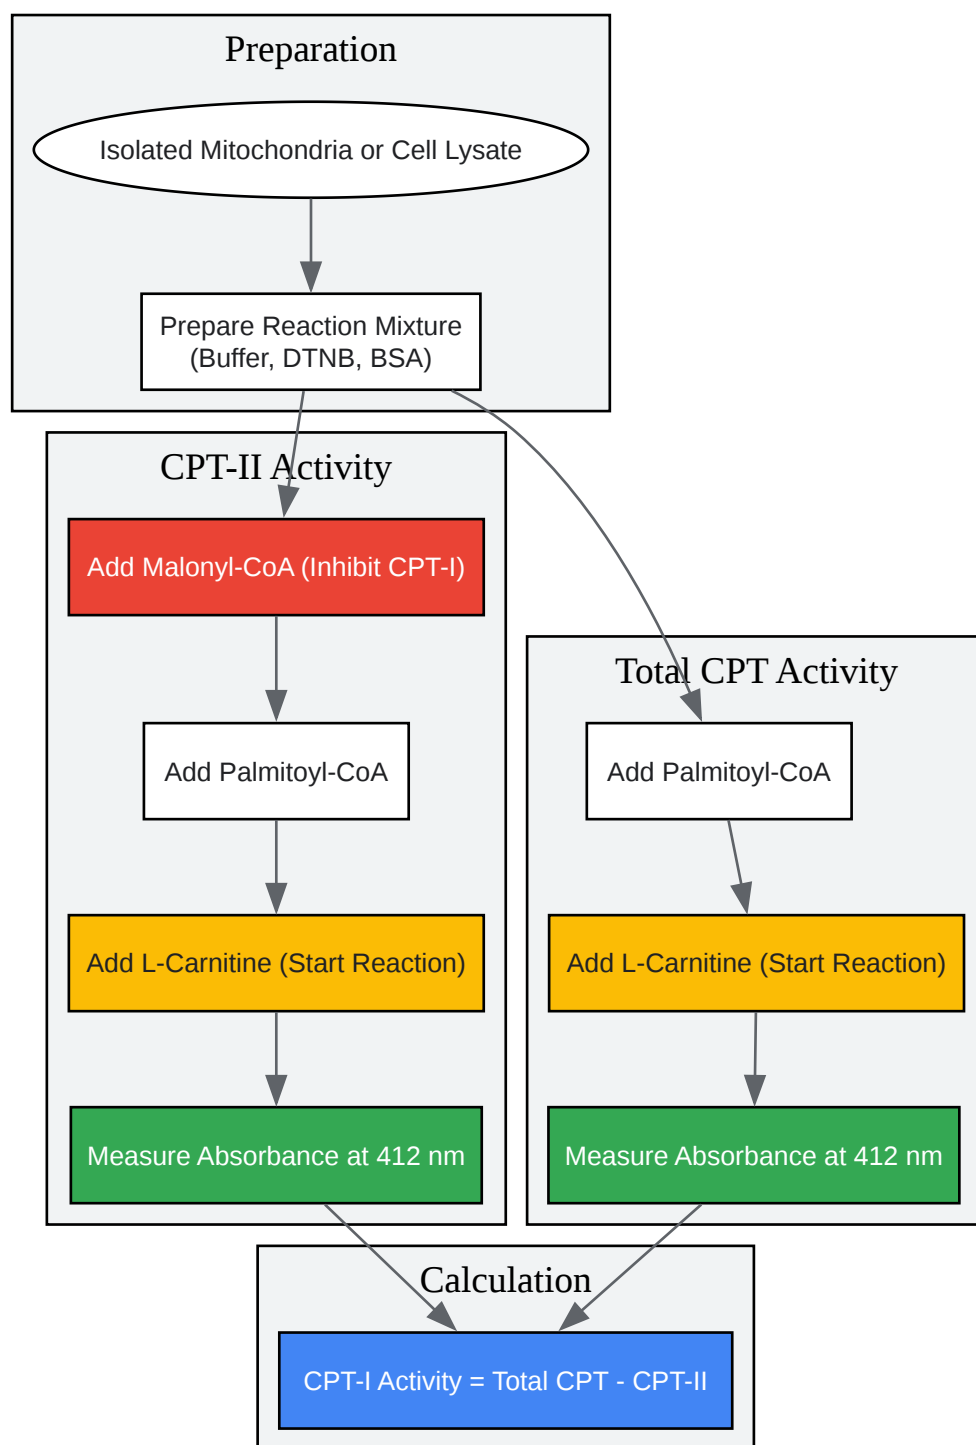 Preparation
Isolated Mitochondria or Cell Lysate
Prepare Reaction Mixture
(Buffer, DTNB, BSA)
CPT-II Activity
Add Malonyl-CoA (Inhibit CPT-I)
Add Palmitoyl-CoA
Add L-Carnitine (Start Reaction)
Measure Absorbance at 412 nm
Total CPT Activity
Add Palmitoyl-CoA
Add L-Carnitine (Start Reaction)
Measure Absorbance at 412 nm
Calculation
CPT-I Activity = Total CPT - CPT-II